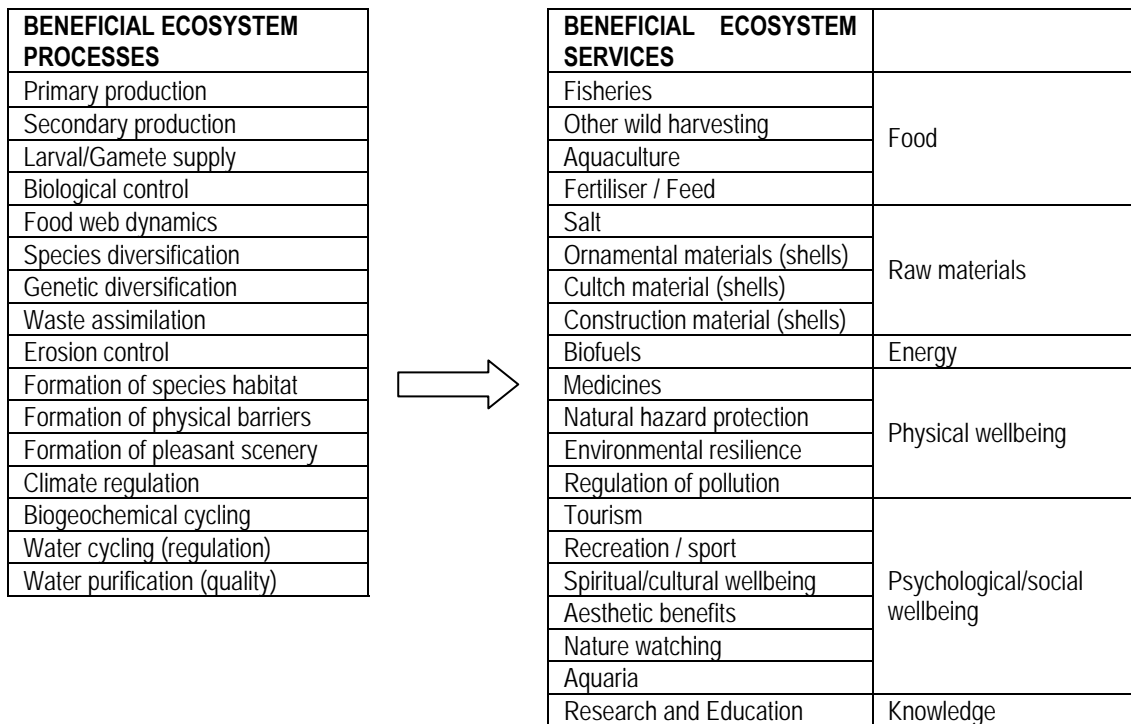 BENEFICIAL ECOSYSTEM
PROCESSES
Primary production
Secondary production
Larval/Gamete supply
Biological control
Food web dynamics
Species diversification
Genetic diversification
Waste assimilation
Erosion control
Formation of species habitat
Formation of physical barriers
Formation of pleasant scenery
Climate regulation
Biogeochemical cycling
Water cycling (regulation)
Water purification (quality)
BENEFICIAL ECOSYSTEM
SERVICES
Fisheries
Other wild harvesting
Aquaculture
Fertiliser / Feed
Food
Salt
Ornamental materials (shells)
Cultch material (shells)
Construction material (shells)
Raw materials
Biofuels
Energy
Medicines
Natural hazard protection
Environmental resilience
Regulation of pollution
Physical wellbeing
Tourism
Recreation / sport
Spiritual/cultural wellbeing
Aesthetic benefits
Nature watching
Aquaria
Psychological/social
wellbeing
Research and Education
Knowledge